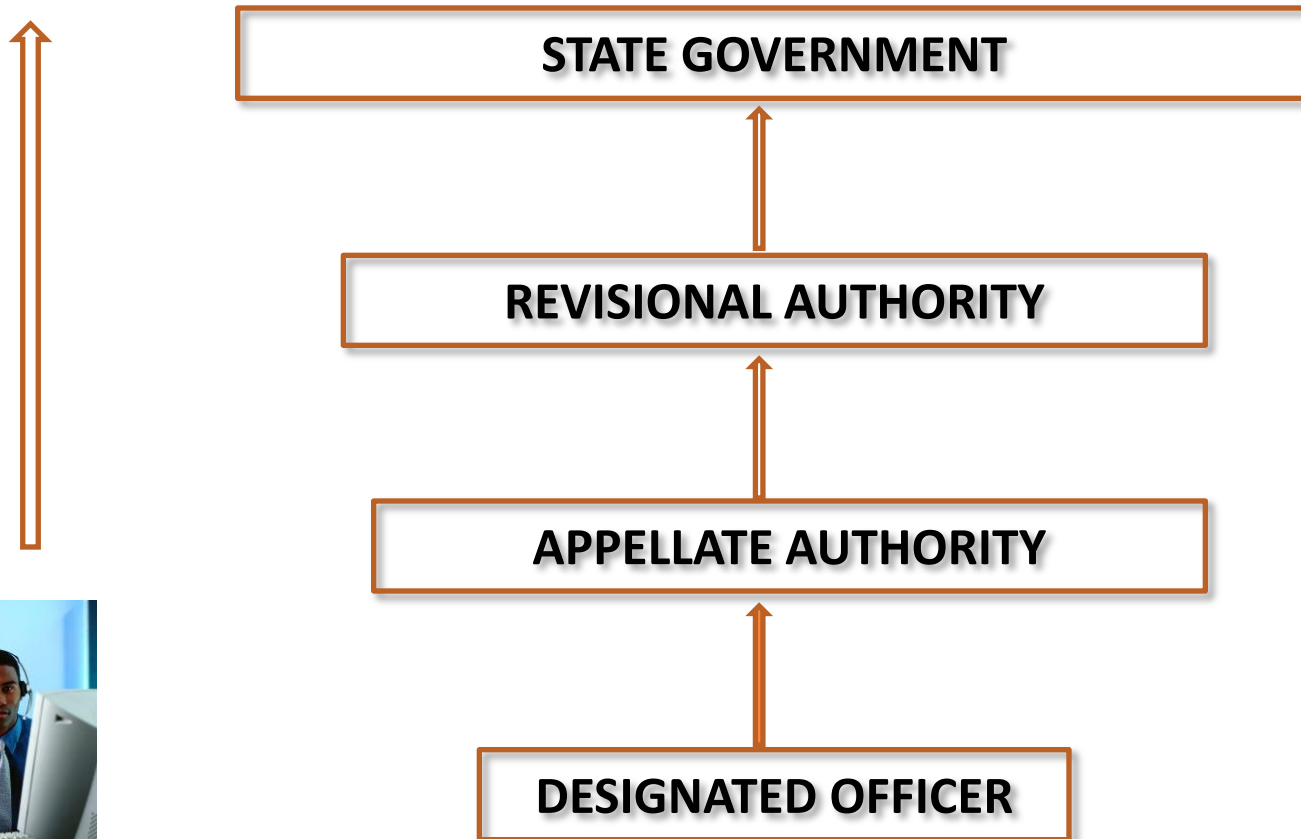 STATE GOVERNMENT
REVISIONAL AUTHORITY
APPELLATE AUTHORITY
DESIGNATED OFFICER